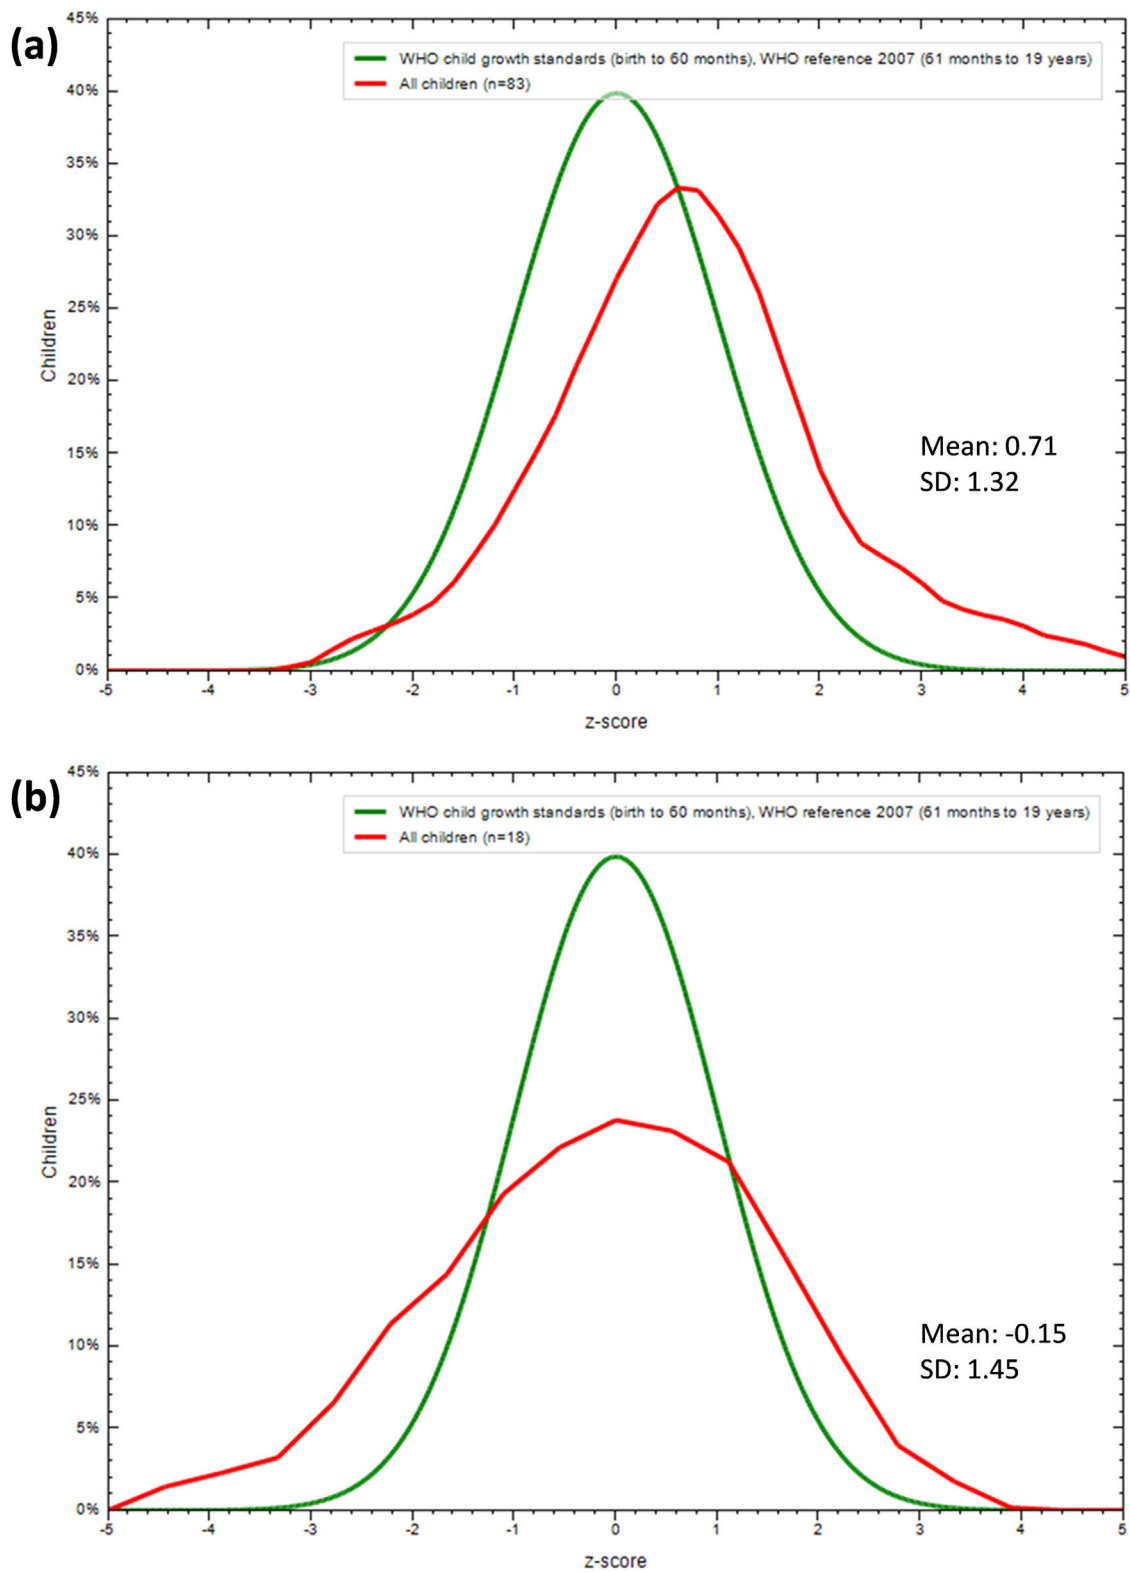 (a)
45%
WHO child growth standards (birth to 60 months), WHO reference 2007 (61 months to 19 years)
All children (n=83)
40%
35%
30%
25%
20%
15%
10%
5%
0%
Children
Mean: 0.71
SD: 1.32
-5 -4 -3 -2 -1 0 1 2 3 4 5
z-score
(b)
45%
WHO child growth standards (birth to 60 months), WHO reference 2007 (61 months to 19 years)
All children (n=18)
40%
35%
30%
25%
20%
15%
10%
5%
0%
Children
Mean: -0.15
SD: 1.45
-5 -4 -3 -2 -1 0 1 2 3 4 5
z-score